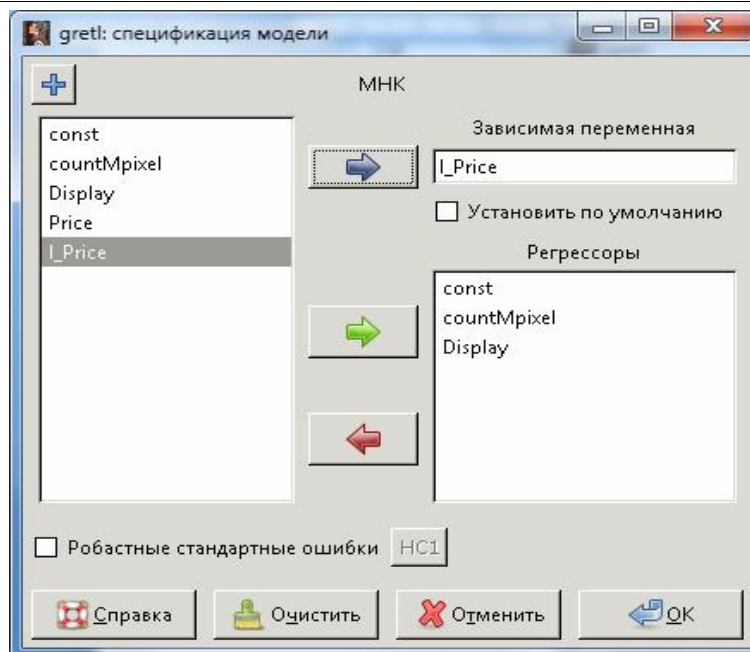 gretl: спецификация модели
МНК
const
countMpixel
Display
Price
l_Price
Зависимая переменная
l_Price
Установить по умолчанию
Регрессоры
const
countMpixel
Display
Робастные стандартные ошибки HC1
Справка Очистить Отменить OK